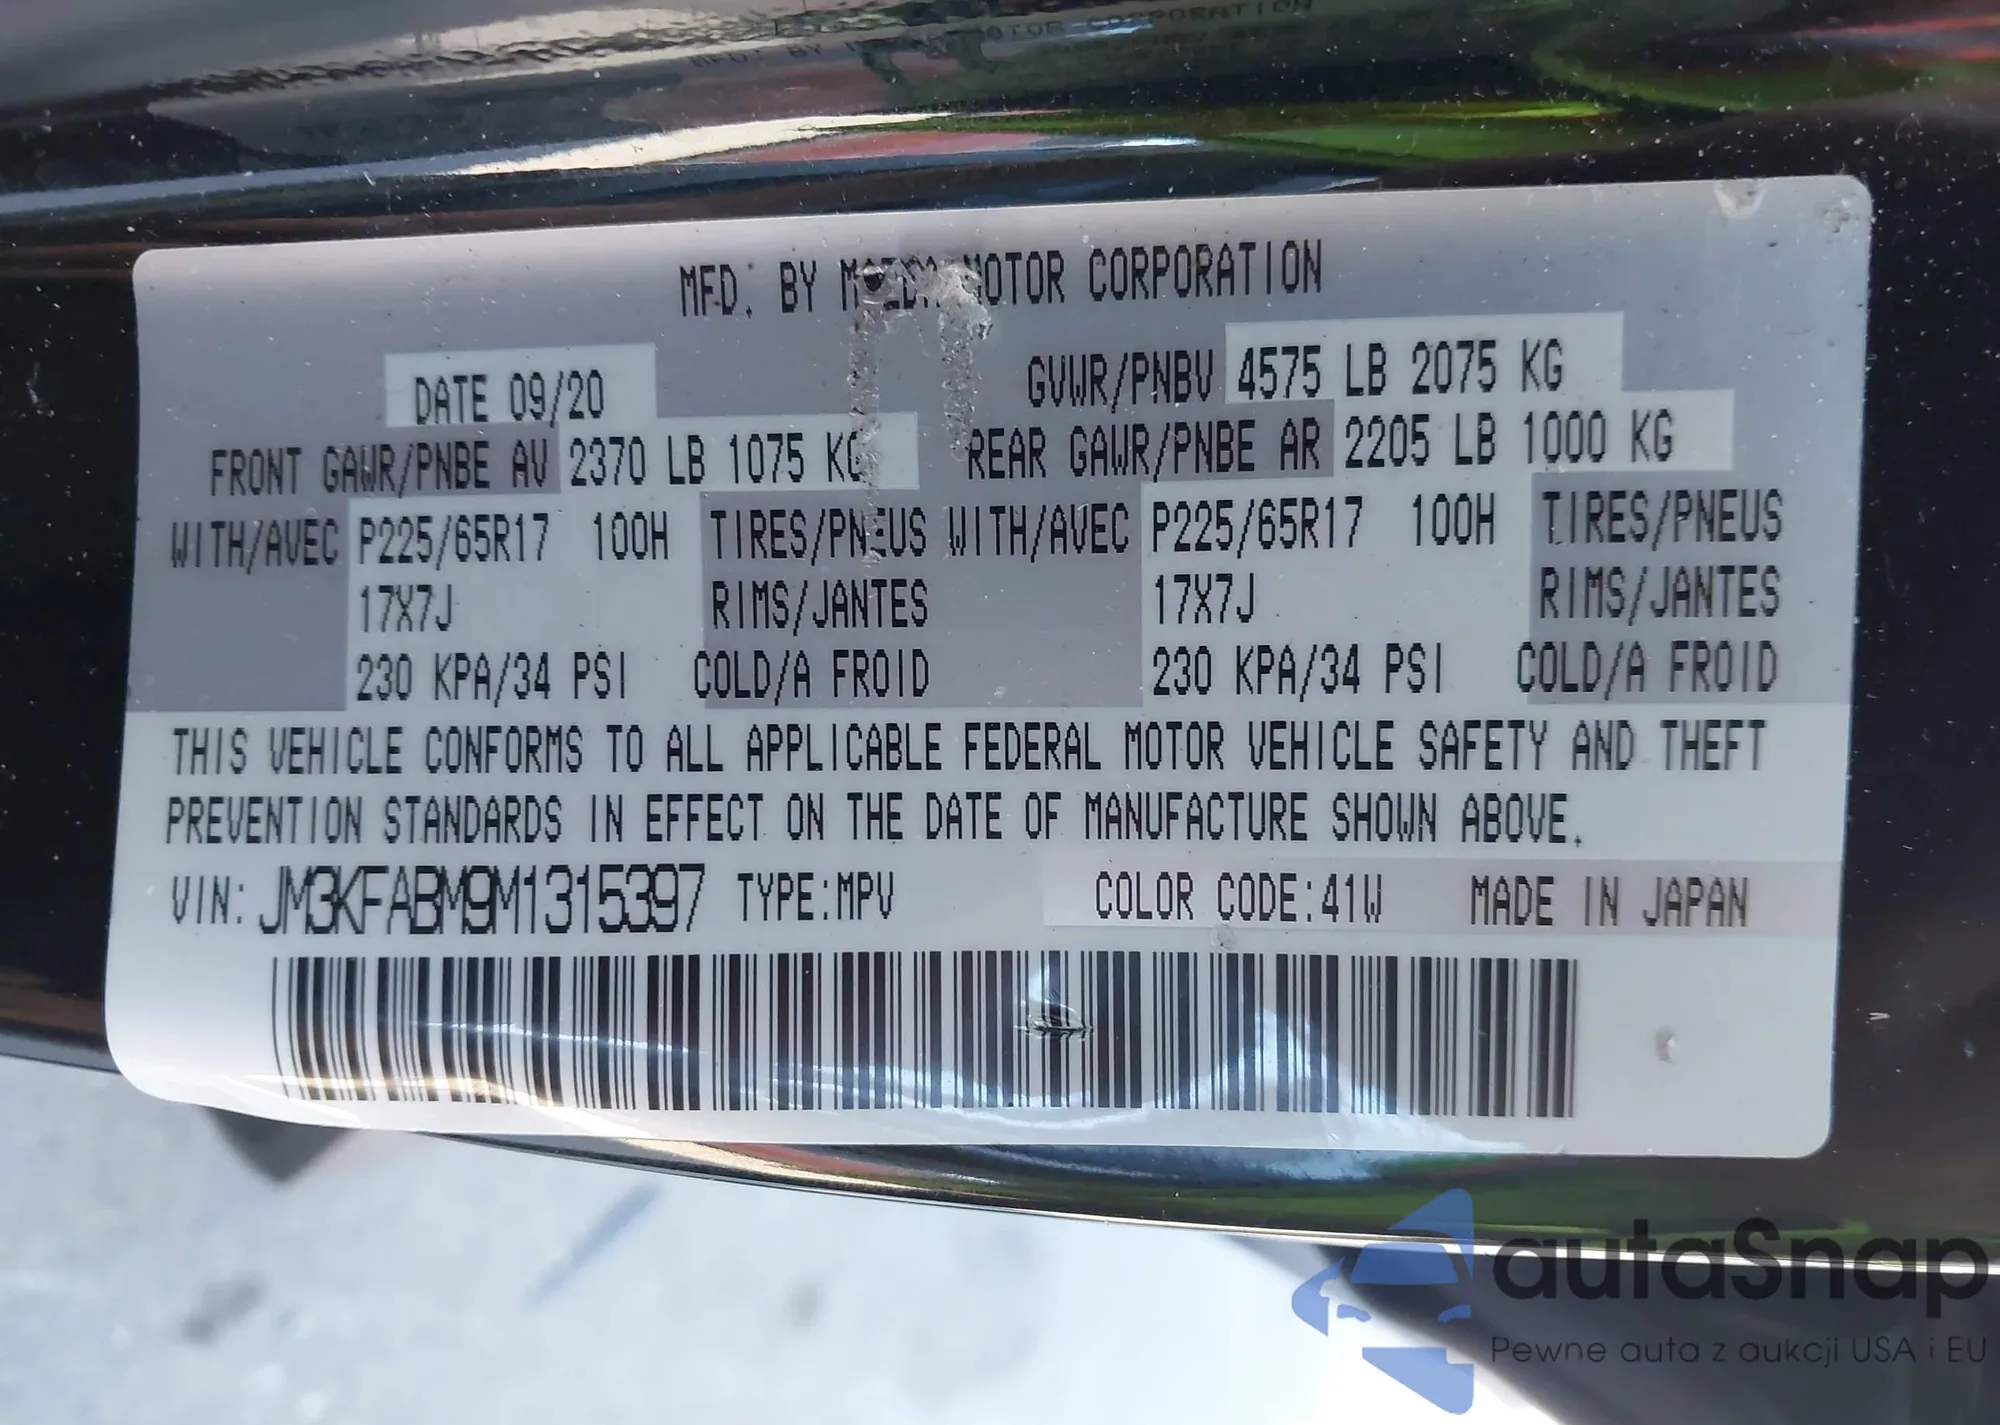 MFD. BY MAZDA MOTOR CORPORATION
DATE 09/20 GVWR/PNBV 4575 LB 2075 KG
FRONT GAWR/PNBE AV 2370 LB 1075 KG REAR GAWR/PNBE AR 2205 LB 1000 KG
WITH/AVEC P225/65R17 100H TIRES/PNEUS WITH/AVEC P225/65R17 100H TIRES/PNEUS
17X7J RIMS/JANTES 17X7J RIMS/JANTES
230 KPA/34 PSI COLD/A FROID 230 KPA/34 PSI COLD/A FROID
THIS VEHICLE CONFORMS TO ALL APPLICABLE FEDERAL MOTOR VEHICLE SAFETY AND THEFT
PREVENTION STANDARDS IN EFFECT ON THE DATE OF MANUFACTURE SHOWN ABOVE.
VIN: JM3KFABM9M1315397 TYPE:MPV COLOR CODE:41W MADE IN JAPAN
autaSnap
Pewne auta z aukcji USA i EU